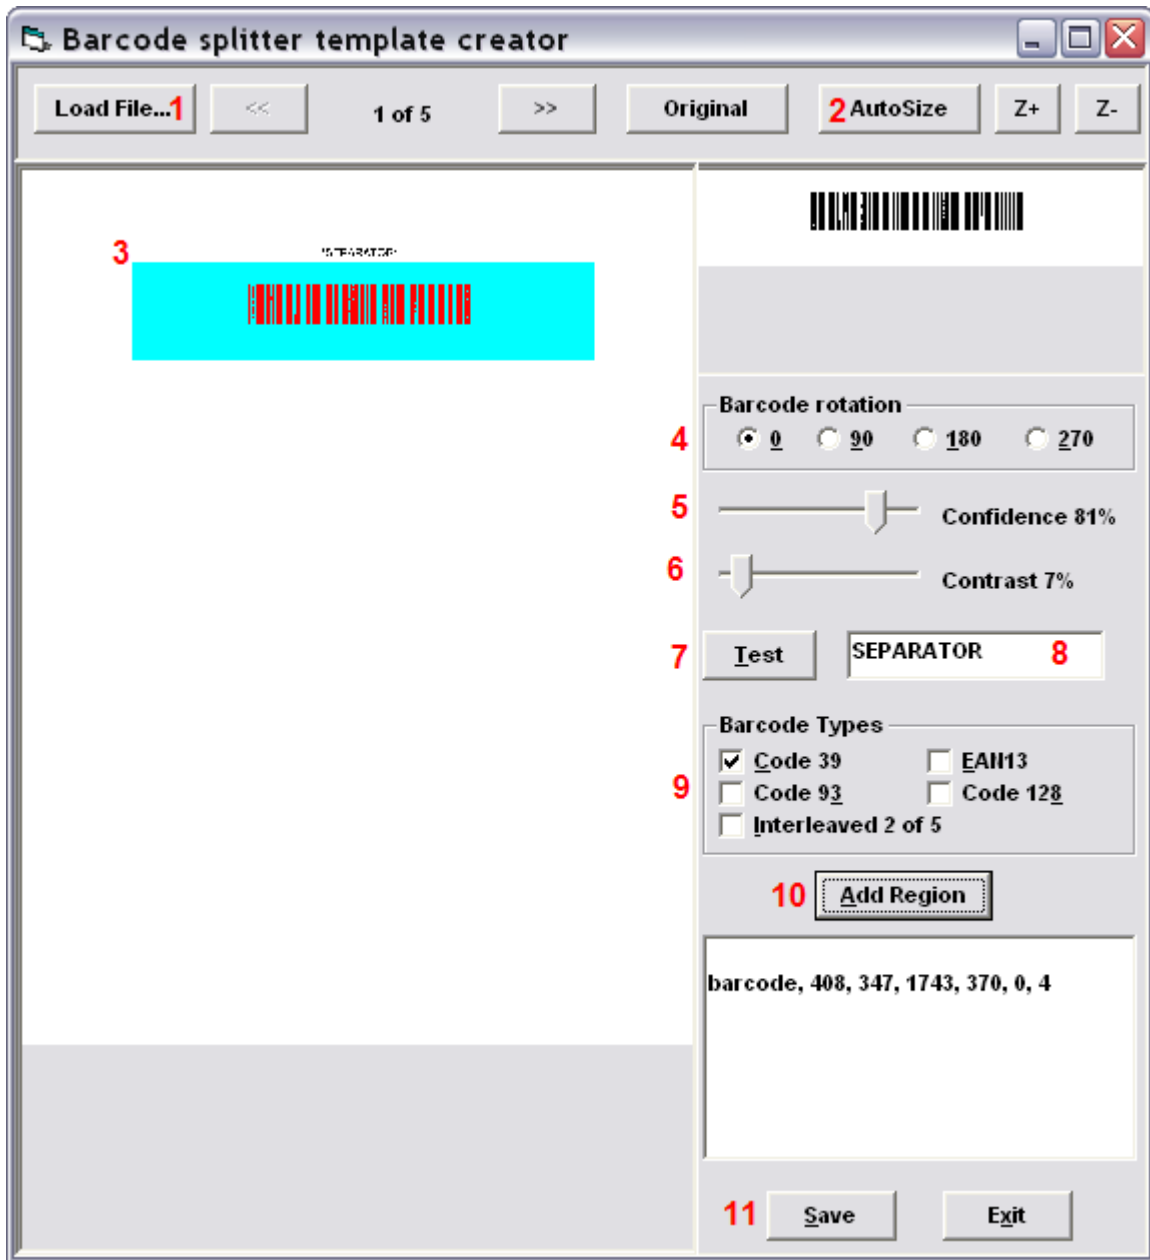 Barcode splitter template creator
Load File...1 << 1 of 5 >> Original 2 AutoSize Z+ Z-
3 *SEPARATOR*
Barcode rotation
4 0 90 180 270
5 Confidence 81%
6 Contrast 7%
7 Test SEPARATOR 8
Barcode Types
Code 39 EAN13
9 Code 93 Code 128
Interleaved 2 of 5
10 Add Region
barcode, 408, 347, 1743, 370, 0, 4
11 Save Exit